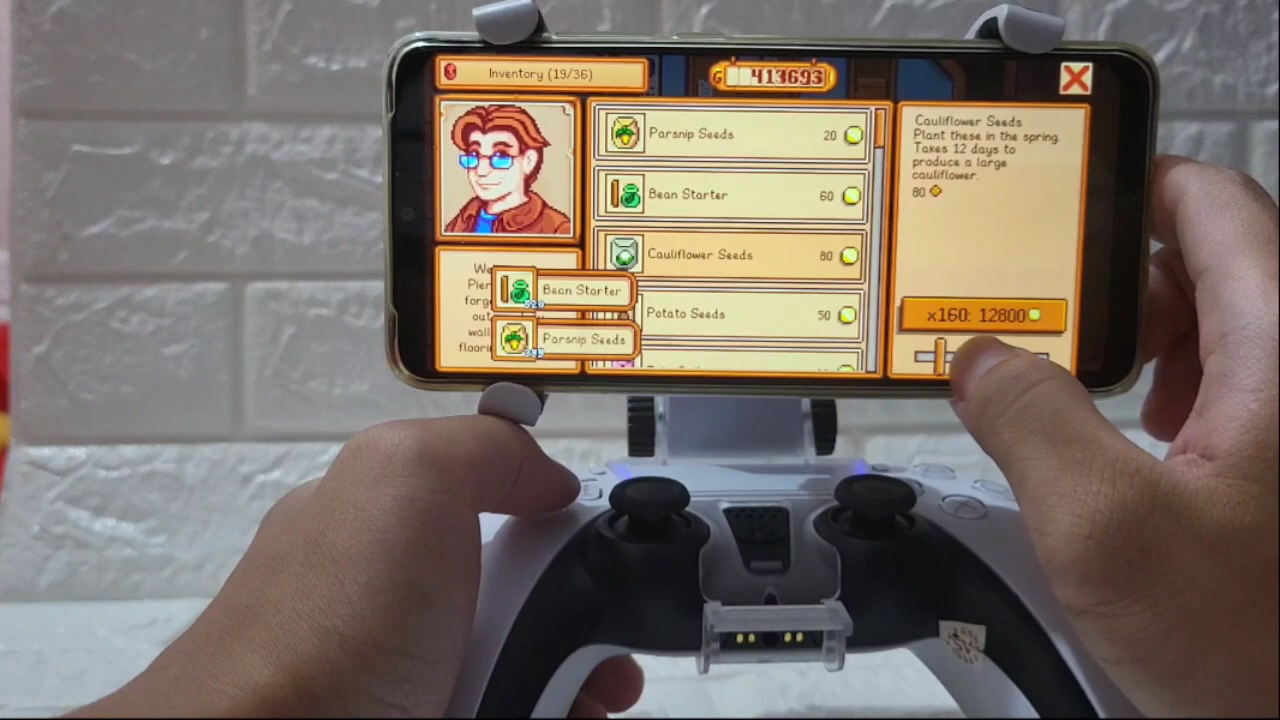 Inventory (19/36)
G 413693
Parsnip Seeds 20
Bean Starter 60
Cauliflower Seeds 80
Potato Seeds 50
Bean Starter
Parsnip Seeds
Cauliflower Seeds
Plant these in the spring.
Takes 12 days to
produce a large
cauliflower.
80
x160: 12800